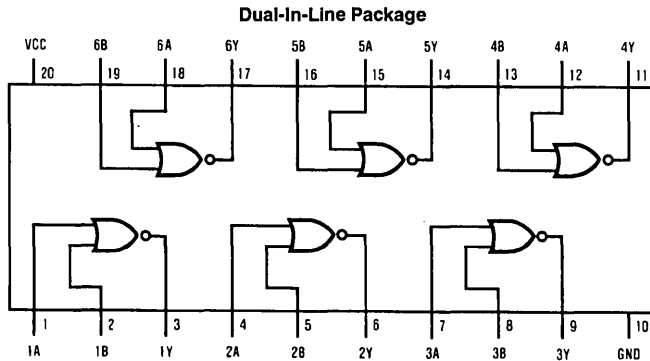 Dual-In-Line Package
VCC 6B 6A 6Y 5B 5A 5Y 4B 4A 4Y
20 19 18 17 16 15 14 13 12 11
1 2 3 4 5 6 7 8 9 10
1A 1B 1Y 2A 2B 2Y 3A 3B 3Y GND